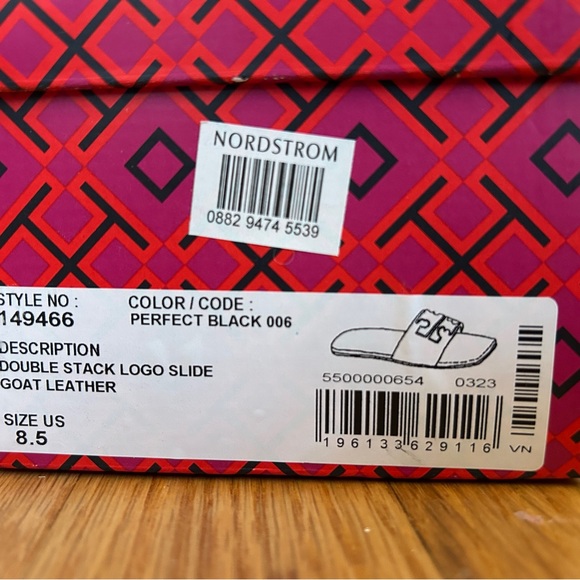 NORDSTROM
0882 9474 5539
STYLE NO :
149466
COLOR / CODE :
PERFECT BLACK 006
DESCRIPTION
DOUBLE STACK LOGO SLIDE
GOAT LEATHER
SIZE US
8.5
5500000654 0323
196133629116 VN